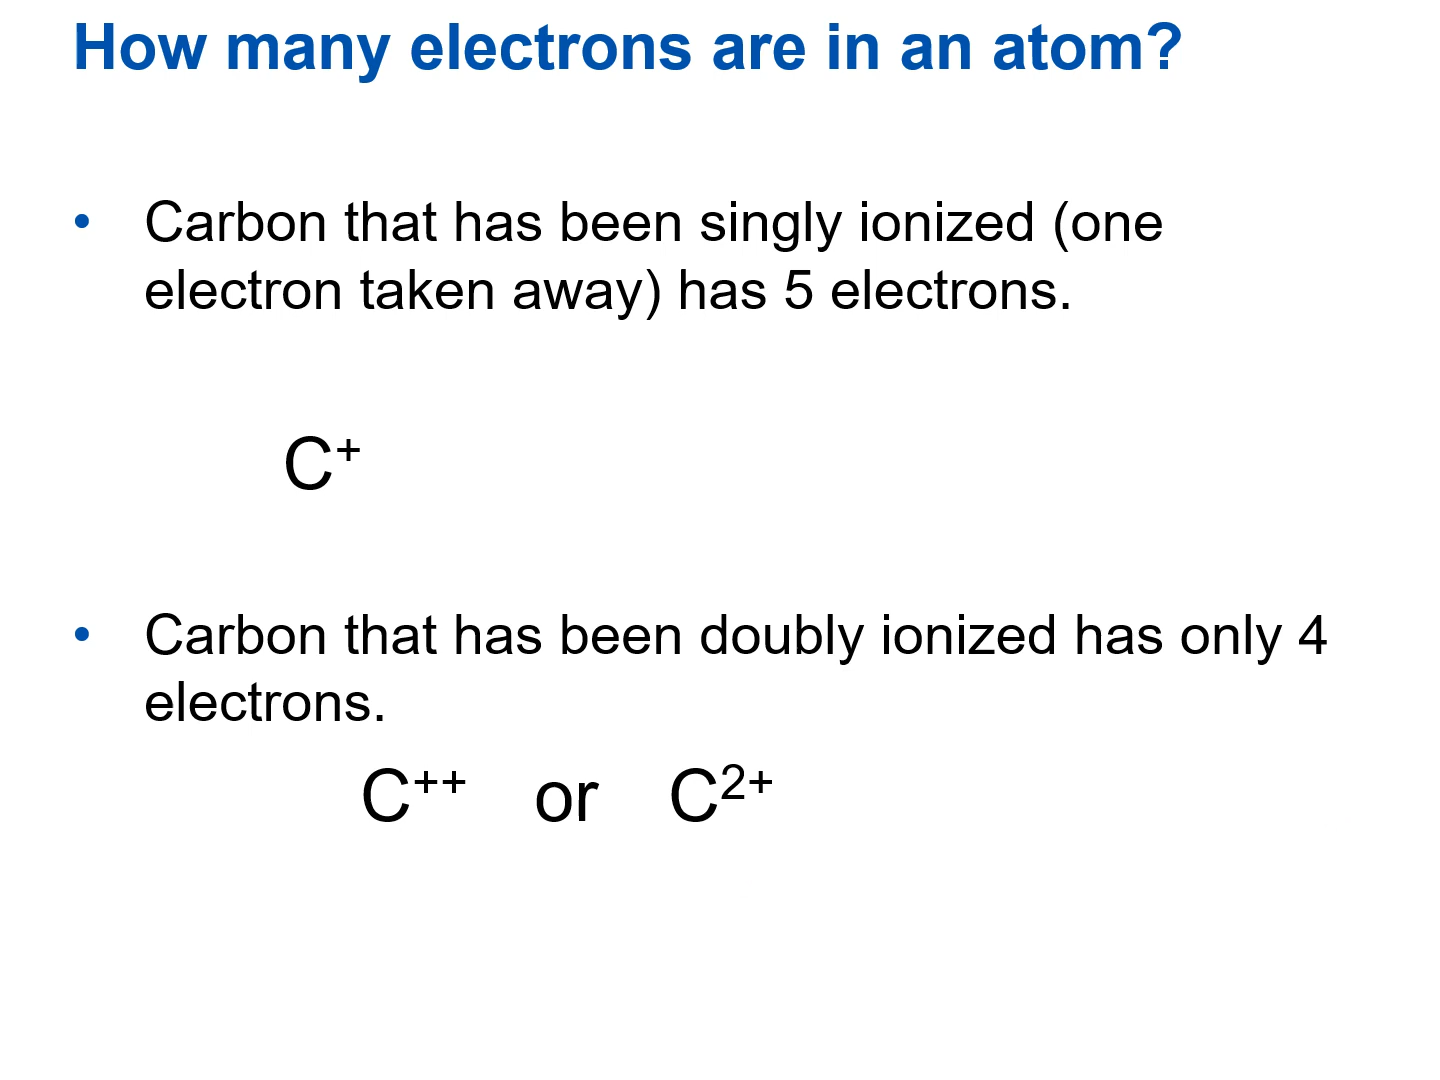 How many electrons are in an atom?
• Carbon that has been singly ionized (one
electron taken away) has 5 electrons.
C⁺
• Carbon that has been doubly ionized has only 4
electrons.
C⁺⁺ or C²⁺